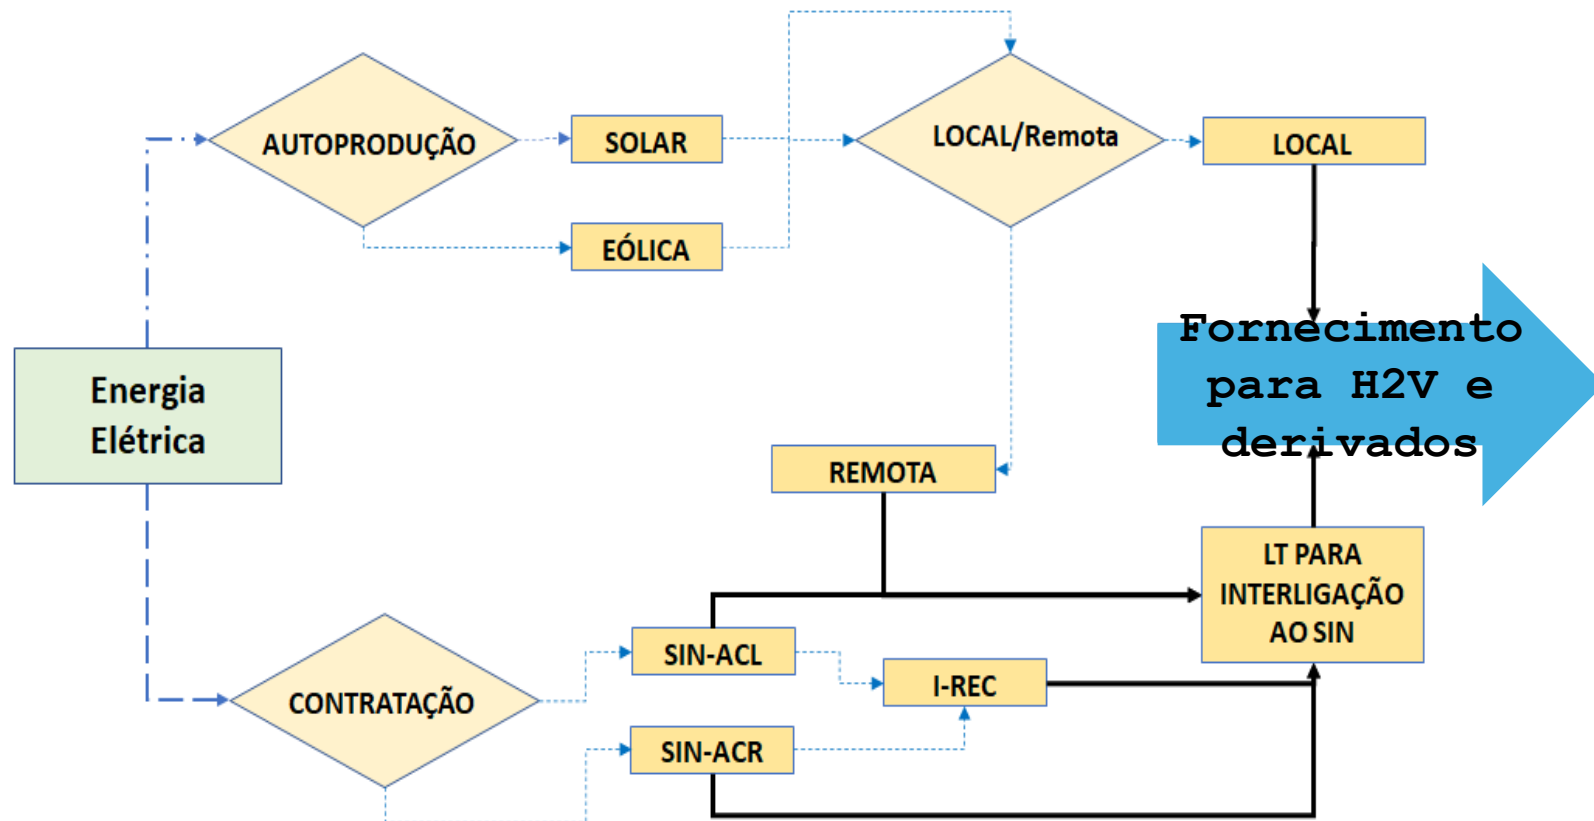 AUTOPRODUÇÃO
SOLAR
LOCAL/Remota
LOCAL
EÓLICA
Energia
Elétrica
Fornecimento
para H2V e
derivados
REMOTA
LT PARA
INTERLIGAÇÃO
AO SIN
CONTRATAÇÃO
SIN-ACL
I-REC
SIN-ACR